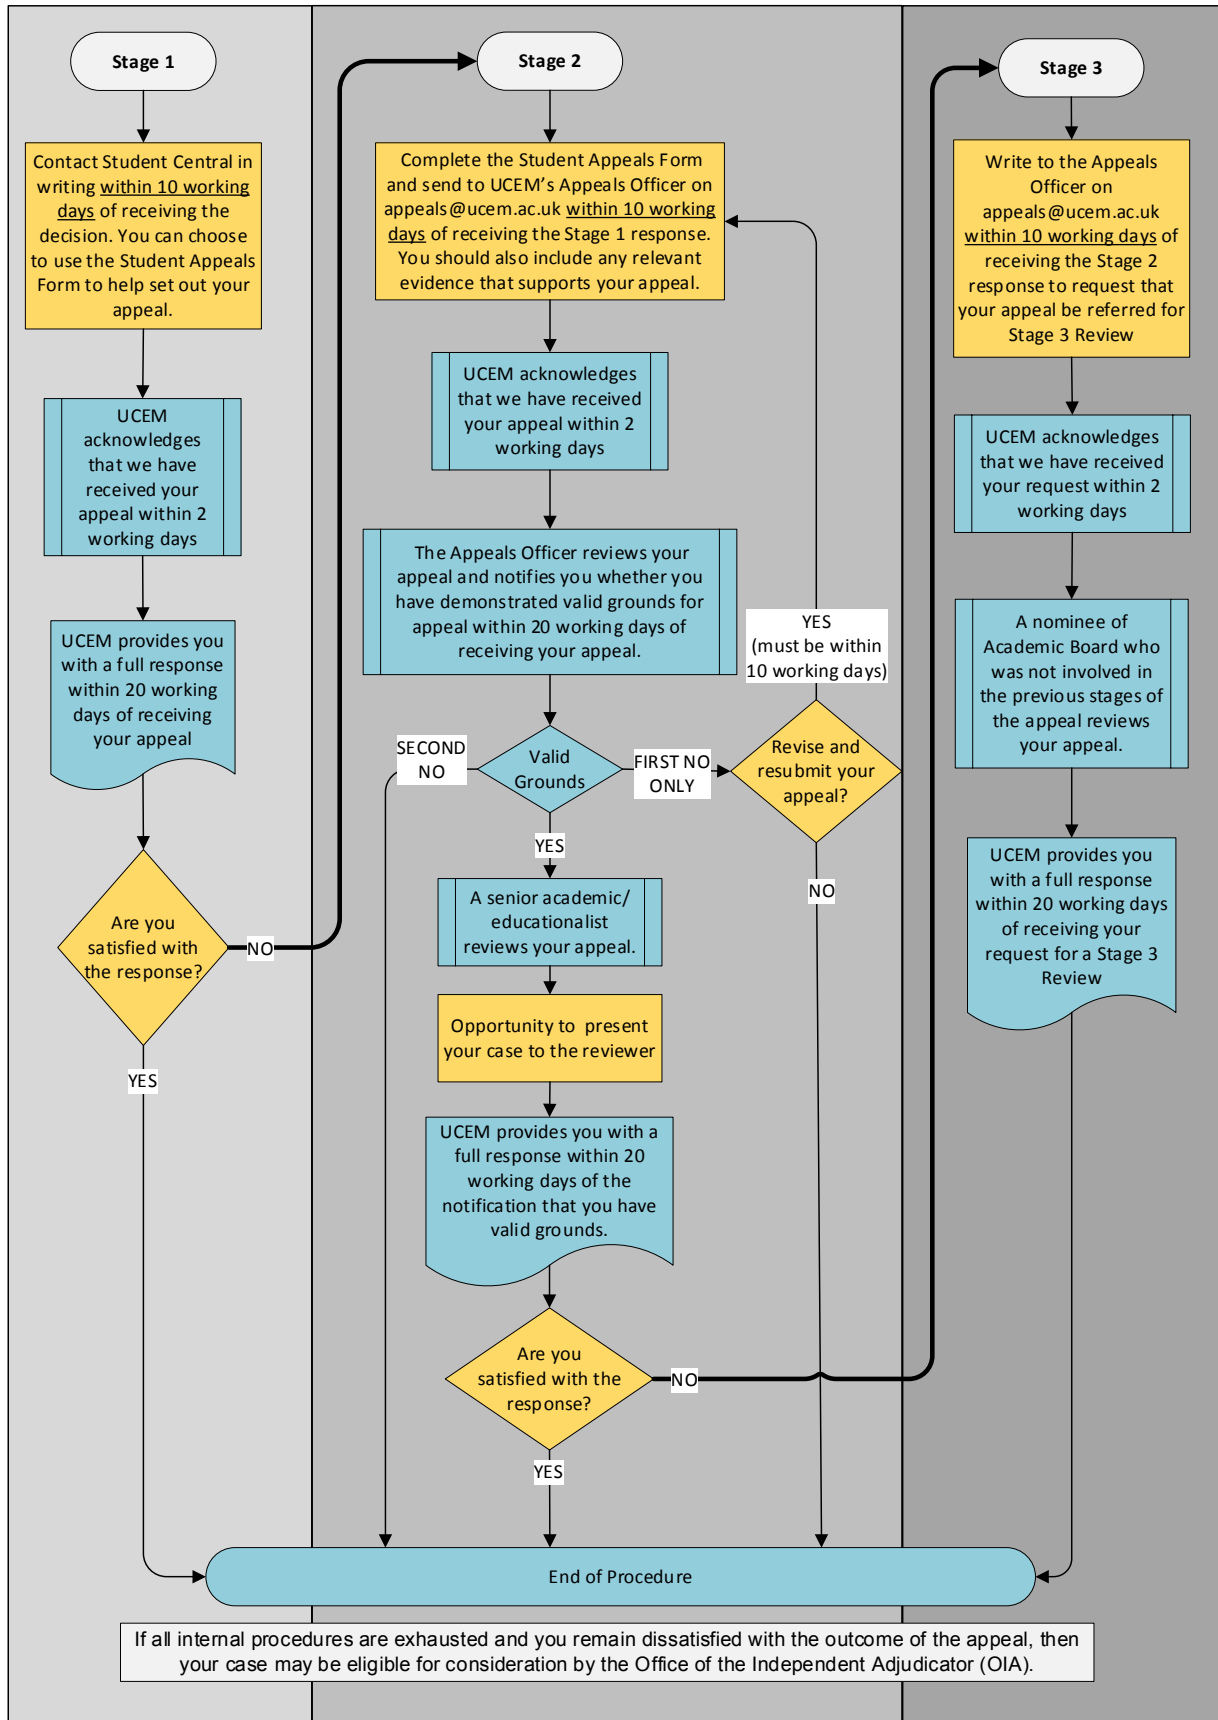 Stage 1
Contact Student Central in
writing within 10 working
days of receiving the
decision. You can choose
to use the Student Appeals
Form to help set out your
appeal.
UCEM
acknowledges
that we have
received your
appeal within 2
working days
UCEM provides you
with a full response
within 20 working
days of receiving
your appeal
Are you
satisfied with
the response?
NO
YES
Stage 2
Complete the Student Appeals Form
and send to UCEM's Appeals Officer on
appeals@ucem.ac.uk within 10 working
days of receiving the Stage 1 response.
You should also include any relevant
evidence that supports your appeal.
UCEM acknowledges
that we have received
your appeal within 2
working days
The Appeals Officer reviews your
appeal and notifies you whether you
have demonstrated valid grounds for
appeal within 20 working days of
receiving your appeal.
Valid
Grounds
SECOND
NO
FIRST NO
ONLY
Revise and
resubmit your
appeal?
YES
(must be within
10 working days)
NO
YES
A senior academic/
educationalist
reviews your appeal.
Opportunity to present
your case to the reviewer
UCEM provides you with a
full response within 20
working days of the
notification that you have
valid grounds.
Are you
satisfied with the
response?
NO
YES
Stage 3
Write to the Appeals
Officer on
appeals@ucem.ac.uk
within 10 working days of
receiving the Stage 2
response to request that
your appeal be referred for
Stage 3 Review
UCEM acknowledges
that we have received
your request within 2
working days
A nominee of
Academic Board who
was not involved in
the previous stages of
the appeal reviews
your appeal.
UCEM provides you
with a full response
within 20 working days
of receiving your
request for a Stage 3
Review
End of Procedure
If all internal procedures are exhausted and you remain dissatisfied with the outcome of the appeal, then
your case may be eligible for consideration by the Office of the Independent Adjudicator (OIA).